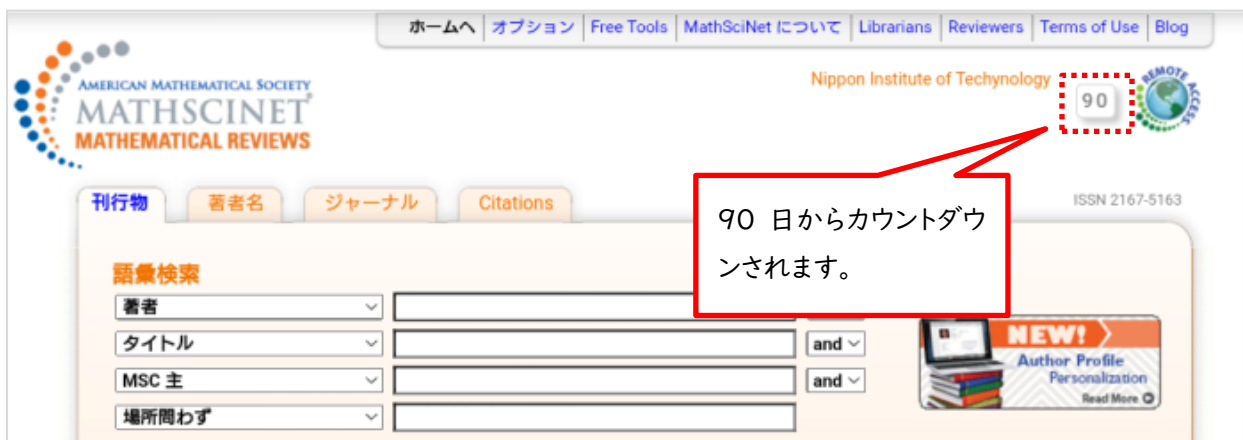 ホームへ オプション Free Tools MathSciNet について Librarians Reviewers Terms of Use Blog
AMERICAN MATHEMATICAL SOCIETY
MATHSCINET
MATHEMATICAL REVIEWS
Nippon Institute of Techynology
90
REMOTE ACCESS
刊行物 著者名 ジャーナル Citations
ISSN 2167-5163
90 日からカウントダウ
ンされます。
語彙検索
著者
タイトル and
MSC 主 and
場所問わず
NEW!
Author Profile
Personalization
Read More